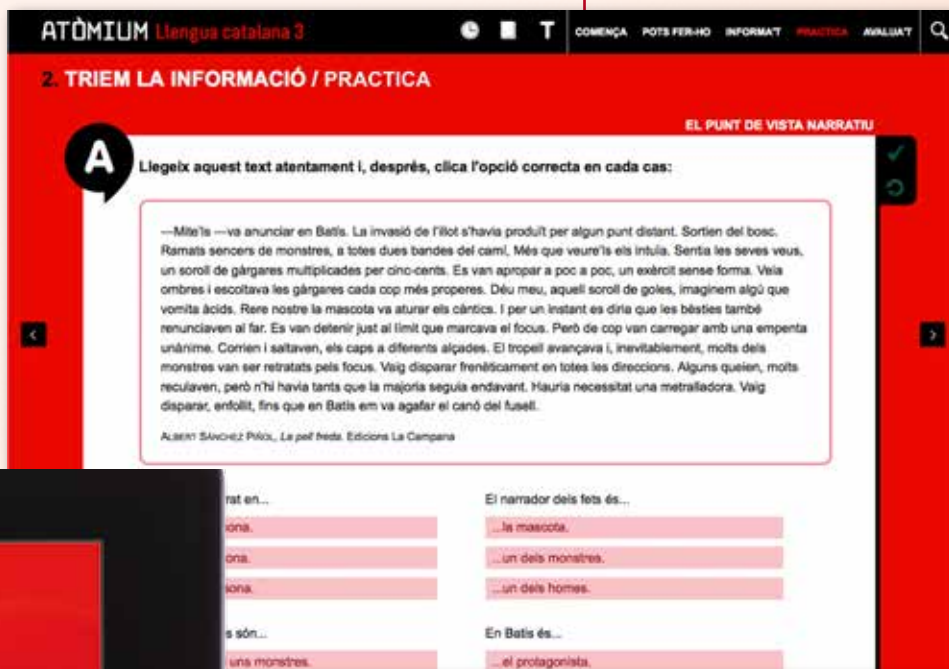 ATÒMIUM Llengua catalana 3
T
COMENÇA POTS FER-HO INFORMA'T PRACTICA AVALUA'T
2. TRIEM LA INFORMACIÓ / PRACTICA
EL PUNT DE VISTA NARRATIU
A
Llegeix aquest text atentament i, després, clica l'opció correcta en cada cas:
—Mite'ls —va anunciar en Batís. La invasió de l'illot s'havia produït per algun punt distant. Sortien del bosc.
Ramats sencers de monstres, a totes dues bandes del camí. Més que veure'ls els intuïa. Sentia les seves veus,
un soroll de gàrgares multiplicades per cinc-cents. Es van apropar a poc a poc, un exèrcit sense forma. Veia
ombres i escoltava les gàrgares cada cop més properes. Déu meu, aquell soroll de goles, imaginem algú que
vomita àcids. Rere nostre la mascota va aturar els càntics. I per un instant es diria que les bèsties també
renunciaven al far. Es van detenir just al límit que marcava el focus. Però de cop van carregar amb una empenta
unànime. Corrien i saltaven, els caps a diferents alçades. El tropell avançava i, inevitablement, molts dels
monstres van ser retratats pels focus. Vaig disparar frenèticament en totes les direccions. Alguns queien, molts
reculaven, però n'hi havia tants que la majoria seguia endavant. Hauria necessitat una metralladora. Vaig
disparar, enfollit, fins que en Batís em va agafar el canó del fusell.
ALBERT SÁNCHEZ PIÑOL, La pell freda. Edicions La Campana
rat en...
ona.
ona.
sona.
s són...
uns monstres.
El narrador dels fets és...
...la mascota.
...un dels monstres.
...un dels homes.
En Batís és...
...el protagonista.